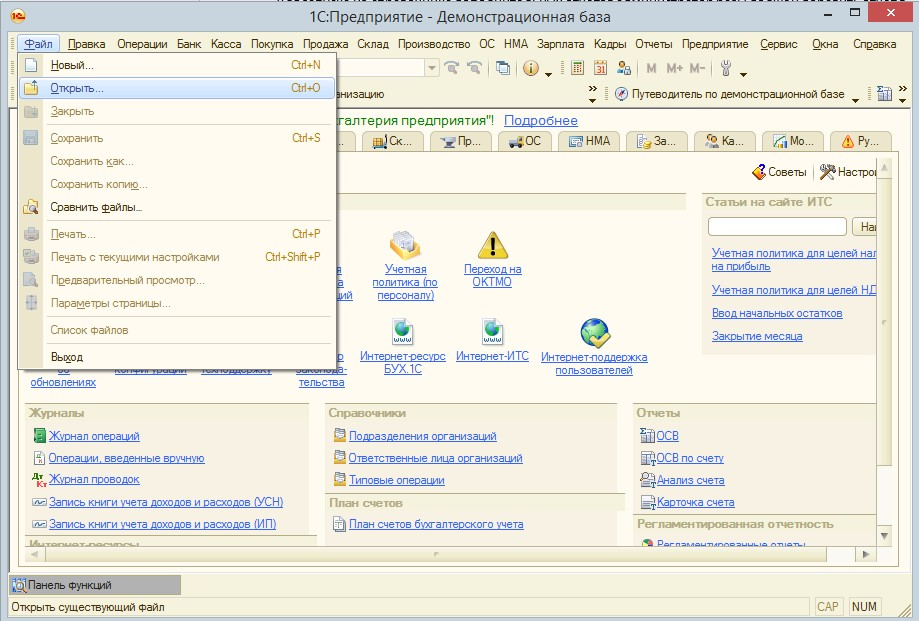 1С:Предприятие - Демонстрационная база
Файл Правка Операции Банк Касса Покупка Продажа Склад Производство ОС НМА Зарплата Кадры Отчеты Предприятие Сервис Окна Справка
Новый... Ctrl+N
Открыть... Ctrl+O
Закрыть
Сохранить Ctrl+S
Сохранить как...
Сохранить копию...
Сравнить файлы...
Печать... Ctrl+P
Печать с текущими настройками Ctrl+Shift+P
Предварительный просмотр...
Параметры страницы...
Список файлов
Выход
M M+ M-
анизацию
Путеводитель по демонстрационной базе
галтерия предприятия"! Подробнее
Ск... Пр... ОС НМА За... Ка... Мо... Ру...
Советы Настрои
Статьи на сайте ИТС
Най
Учетная политика для целей нал
на прибыль
Учетная политика для целей НД
Ввод начальных остатков
Закрытие месяца
Учетная
политика (по
персоналу)
Переход на
ОКТМО
Интернет-ресурс
БУХ.1С
Интернет-ИТС
Интернет-поддержка
пользователей
обновлениях
конфигурации
техподдержку
законода-
тельства
Журналы
Журнал операций
Операции, введенные вручную
Журнал проводок
Запись книги учета доходов и расходов (УСН)
Запись книги учета доходов и расходов (ИП)
Интернет-ресурсы
Справочники
Подразделения организаций
Ответственные лица организаций
Типовые операции
План счетов
План счетов бухгалтерского учета
Отчеты
ОСВ
ОСВ по счету
Анализ счета
Карточка счета
Регламентированная отчетность
Регламентированные отчеты
Панель функций
Открыть существующий файл
CAP NUM